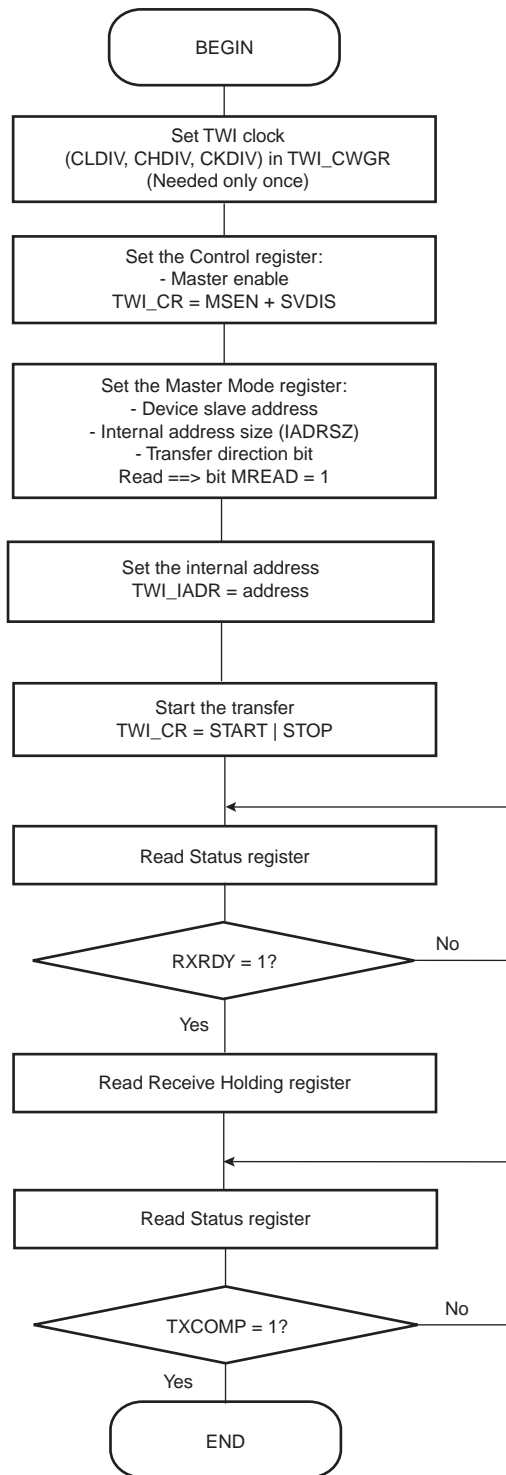 BEGIN
Set TWI clock
(CLDIV, CHDIV, CKDIV) in TWI_CWGR
(Needed only once)
Set the Control register:
- Master enable
TWI_CR = MSEN + SVDIS
Set the Master Mode register:
- Device slave address
- Internal address size (IADRSZ)
- Transfer direction bit
Read ==> bit MREAD = 1
Set the internal address
TWI_IADR = address
Start the transfer
TWI_CR = START | STOP
Read Status register
RXRDY = 1?
No
Yes
Read Receive Holding register
Read Status register
TXCOMP = 1?
No
Yes
END